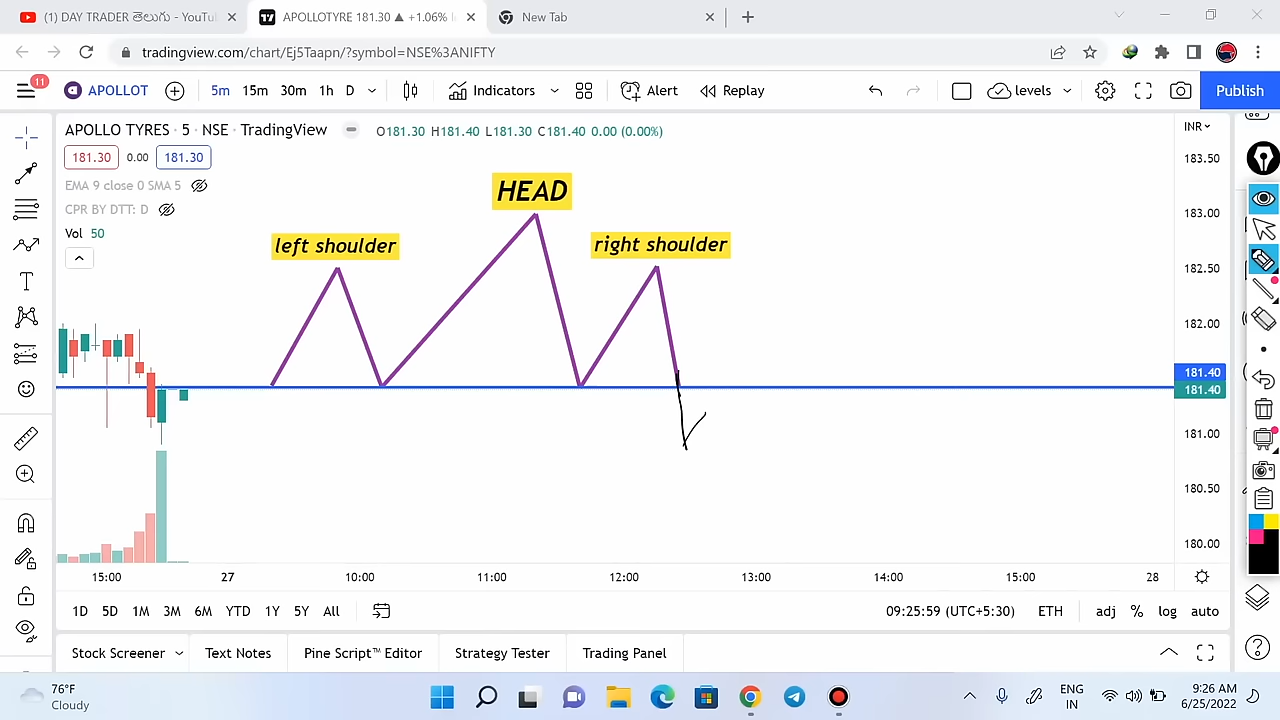 (1) DAY TRADER తెలుగు - YouTu
APOLLOTYRE 181.30 ▲ +1.06%
New Tab
tradingview.com/chart/Ej5Taapn/?symbol=NSE%3ANIFTY
11
APOLLOT
5m 15m 30m 1h D
Indicators
Alert
Replay
levels
Publish
APOLLO TYRES · 5 · NSE · TradingView
O181.30 H181.40 L181.30 C181.40 0.00 (0.00%)
INR
181.30 0.00 181.30
EMA 9 close 0 SMA 5
CPR BY DTT: D
Vol 50
HEAD
left shoulder
right shoulder
183.50
183.00
182.50
182.00
181.40
181.40
181.00
180.50
180.00
15:00 27 10:00 11:00 12:00 13:00 14:00 15:00 28
1D 5D 1M 3M 6M YTD 1Y 5Y All
09:25:59 (UTC+5:30) ETH adj % log auto
Stock Screener Text Notes Pine Script™ Editor Strategy Tester Trading Panel
76°F
Cloudy
ENG
IN
9:26 AM
6/25/2022